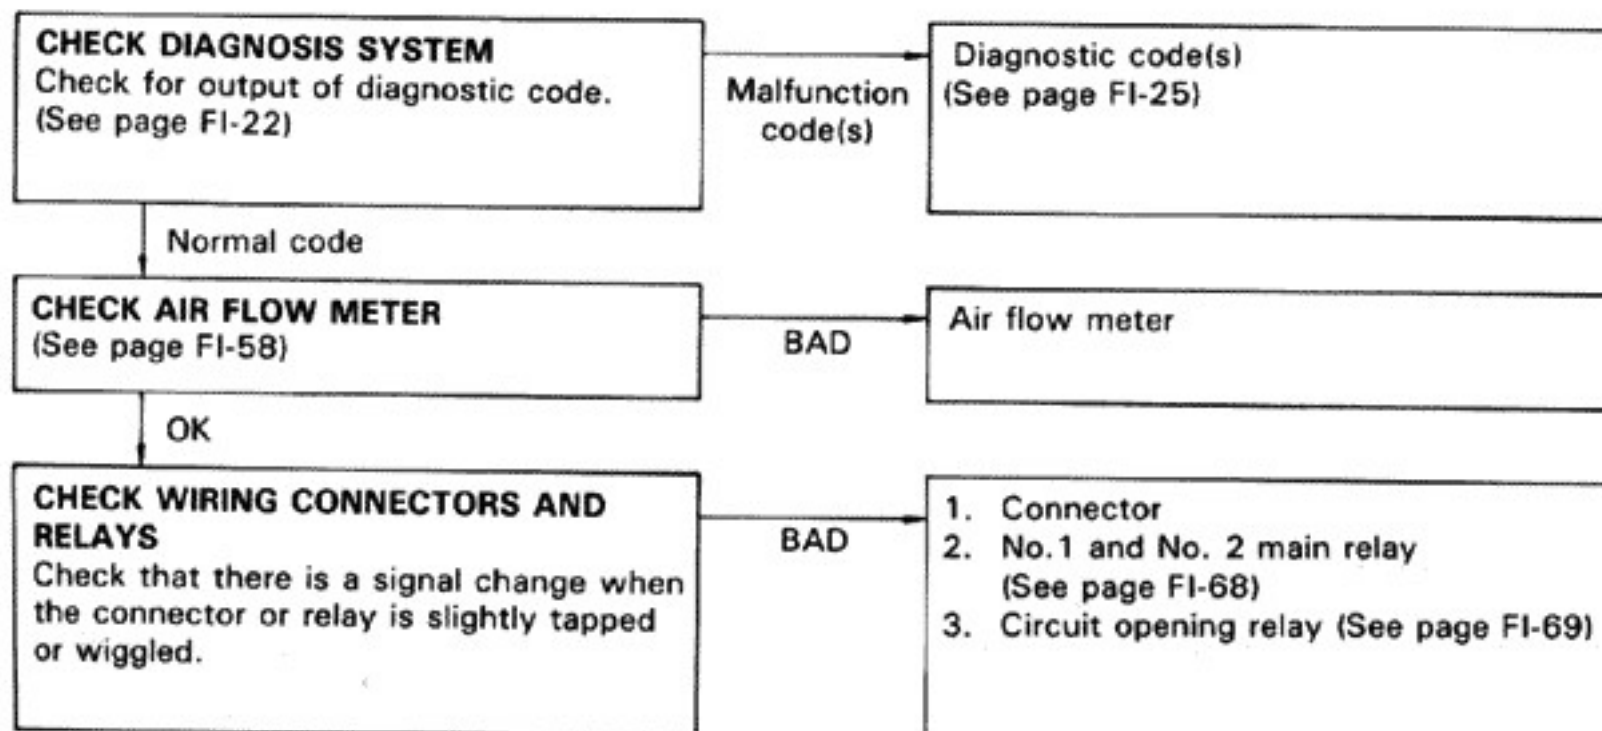 CHECK DIAGNOSIS SYSTEM
Check for output of diagnostic code.
(See page FI-22)
Malfunction
code(s)
Diagnostic code(s)
(See page FI-25)
Normal code
CHECK AIR FLOW METER
(See page FI-58)
BAD
Air flow meter
OK
CHECK WIRING CONNECTORS AND
RELAYS
Check that there is a signal change when
the connector or relay is slightly tapped
or wiggled.
BAD
1. Connector
2. No.1 and No. 2 main relay
(See page FI-68)
3. Circuit opening relay (See page FI-69)